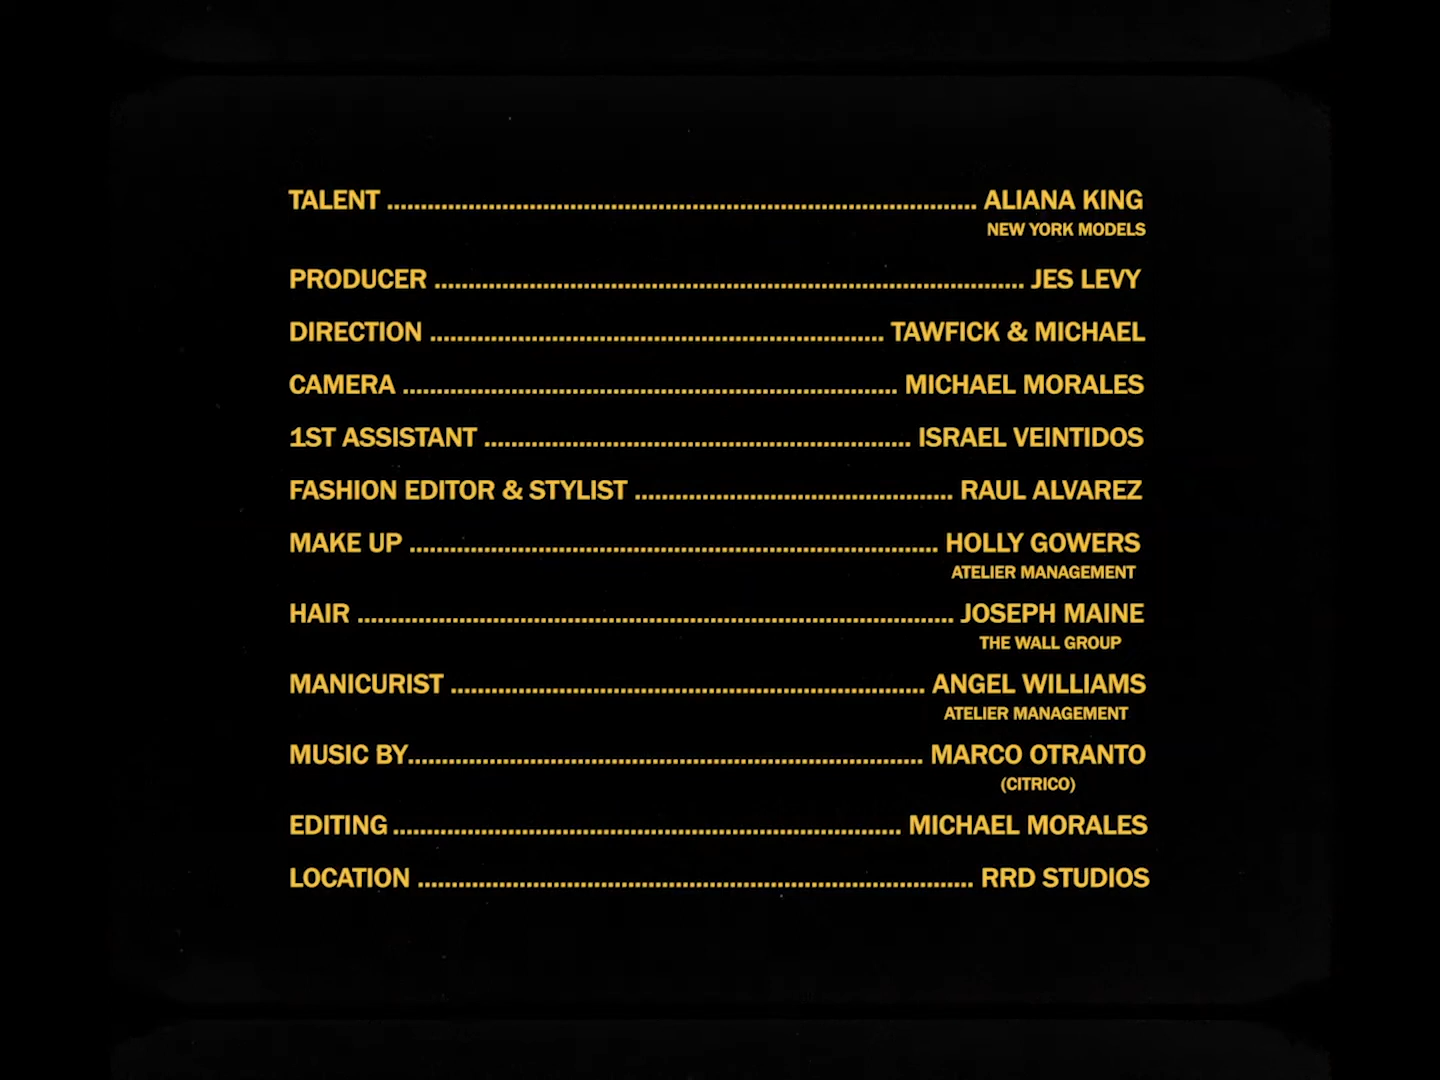 TALENT ........................................................................................ ALIANA KING
NEW YORK MODELS
PRODUCER ........................................................................................ JES LEVY
DIRECTION .................................................................... TAWFICK & MICHAEL
CAMERA .......................................................................... MICHAEL MORALES
1ST ASSISTANT ................................................................ ISRAEL VEINTIDOS
FASHION EDITOR & STYLIST ............................................... RAUL ALVAREZ
MAKE UP ............................................................................... HOLLY GOWERS
ATELIER MANAGEMENT
HAIR ......................................................................................... JOSEPH MAINE
THE WALL GROUP
MANICURIST ....................................................................... ANGEL WILLIAMS
ATELIER MANAGEMENT
MUSIC BY............................................................................. MARCO OTRANTO
(CITRICO)
EDITING ............................................................................ MICHAEL MORALES
LOCATION ................................................................................... RRD STUDIOS